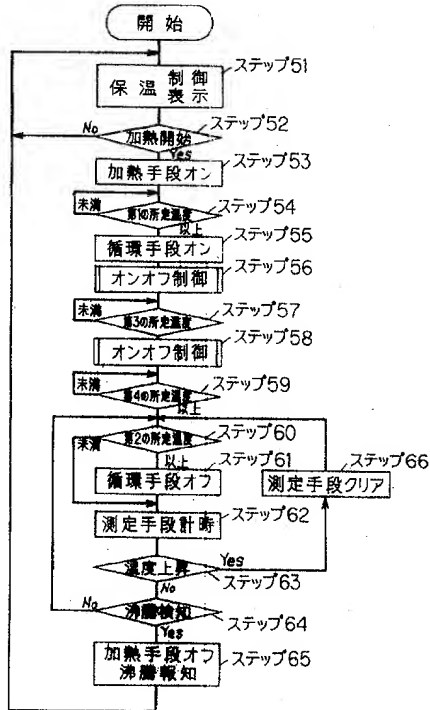 開始
保温 制御
表示
ステップ51
加熱開始
ステップ52
No
Yes
加熱手段オン
ステップ53
第1の所定温度
ステップ54
未満
以上
循環手段オン
ステップ55
オンオフ制御
ステップ56
第3の所定温度
ステップ57
未満
オンオフ制御
ステップ58
第4の所定温度
ステップ59
未満
以上
第2の所定温度
ステップ60
未満
以上
循環手段オフ
ステップ61
測定手段クリア
ステップ66
測定手段計時
ステップ62
温度上昇
Yes
ステップ63
No
沸騰検知
ステップ64
No
Yes
加熱手段オフ
沸騰報知
ステップ65